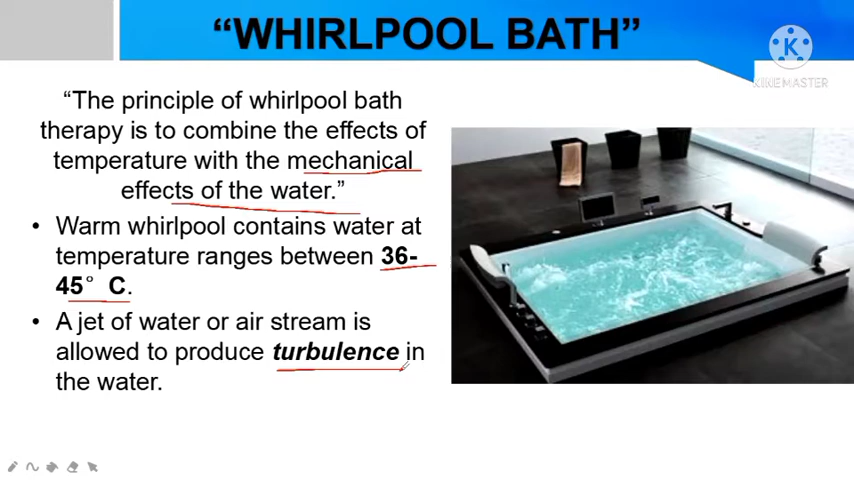 “WHIRLPOOL BATH”
K
KINEMASTER
“The principle of whirlpool bath
therapy is to combine the effects of
temperature with the mechanical
effects of the water.”
• Warm whirlpool contains water at
temperature ranges between 36-
45° C.
• A jet of water or air stream is
allowed to produce turbulence in
the water.